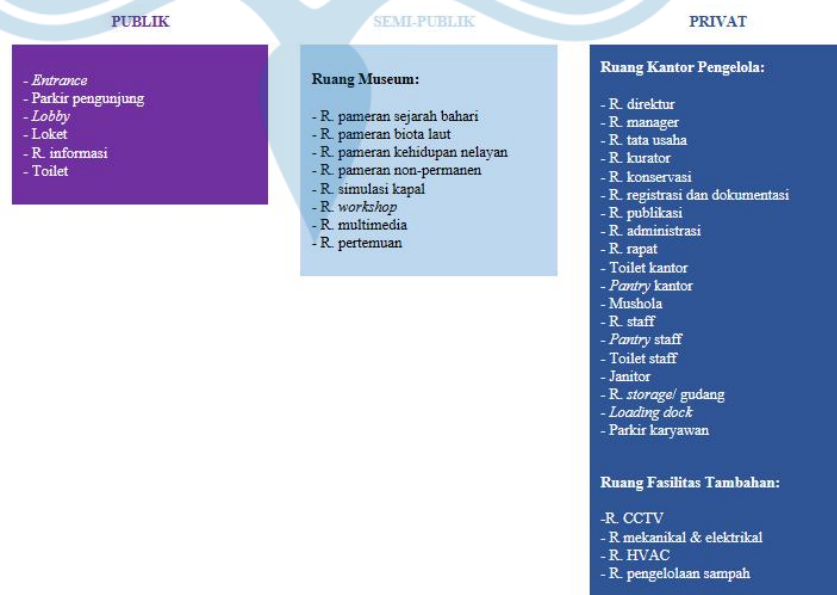 PUBLIK
- Entrance
- Parkir pengunjung
- Lobby
- Loket
- R. informasi
- Toilet
SEMI-PUBLIK
Ruang Museum:
- R. pameran sejarah bahari
- R. pameran biota laut
- R. pameran kehidupan nelayan
- R. pameran non-permanen
- R. simulasi kapal
- R. workshop
- R. multimedia
- R. pertemuan
PRIVAT
Ruang Kantor Pengelola:
- R. direktur
- R. manager
- R. tata usaha
- R. kurator
- R. konservasi
- R. registrasi dan dokumentasi
- R. publikasi
- R. administrasi
- R. rapat
- Toilet kantor
- Pantry kantor
- Mushola
- R. staff
- Pantry staff
- Toilet staff
- Janitor
- R. storage/ gudang
- Loading dock
- Parkir karyawan
Ruang Fasilitas Tambahan:
-R. CCTV
- R mekanikal & elektrikal
- R. HVAC
- R. pengelolaan sampah